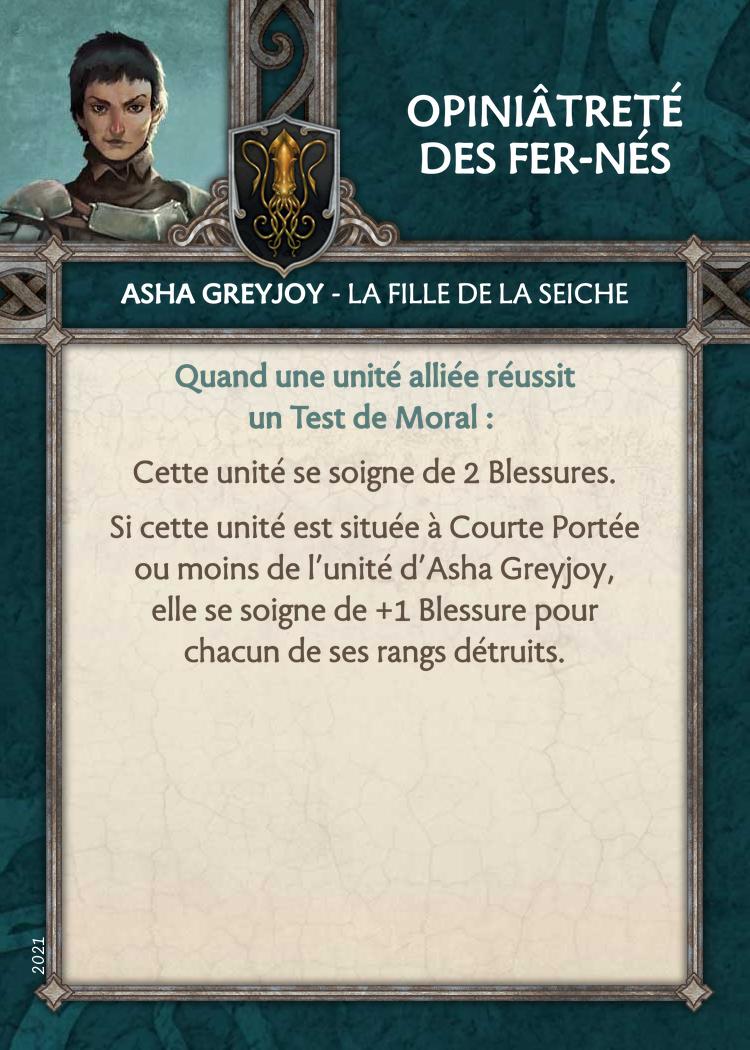 OPINIÂTRETÉ
DES FER-NÉS
ASHA GREYJOY - LA FILLE DE LA SEICHE
Quand une unité alliée réussit
un Test de Moral :
Cette unité se soigne de 2 Blessures.
Si cette unité est située à Courte Portée
ou moins de l'unité d'Asha Greyjoy,
elle se soigne de +1 Blessure pour
chacun de ses rangs détruits.
2021